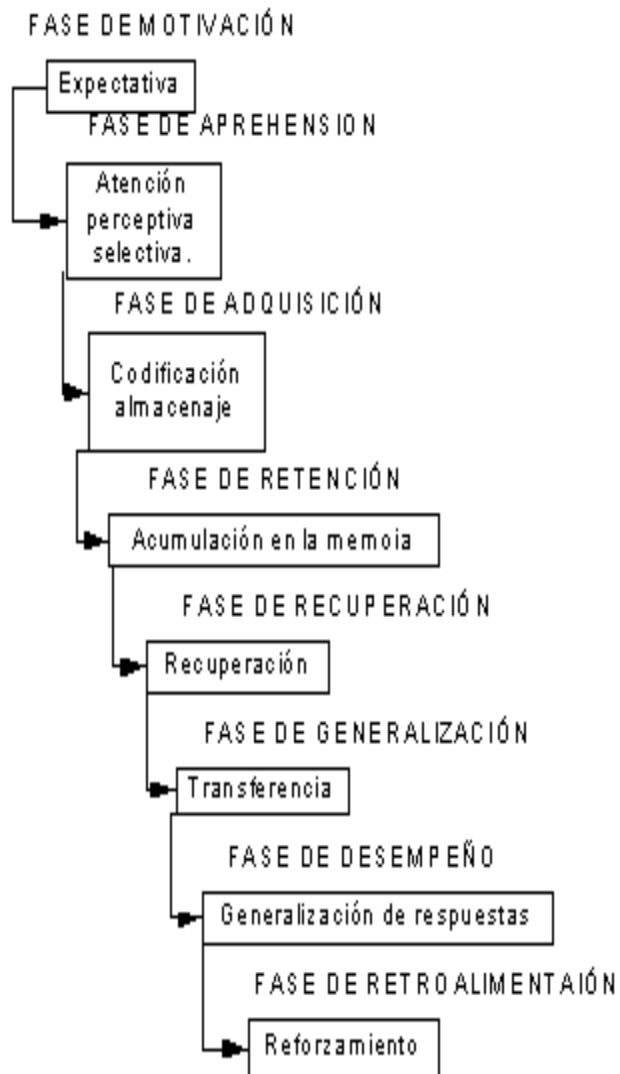 FASE DE MOTIVACIÓN
Expectativa
FASE DE APREHENSION
Atención
perceptiva
selectiva.
FASE DE ADQUISICIÓN
Codificación
almacenaje
FASE DE RETENCIÓN
Acumulación en la memoia
FASE DE RECUPERACIÓN
Recuperación
FASE DE GENERALIZACIÓN
Transferencia
FASE DE DESEMPEÑO
Generalización de respuestas
FASE DE RETROALIMENTAIÓN
Reforzamiento